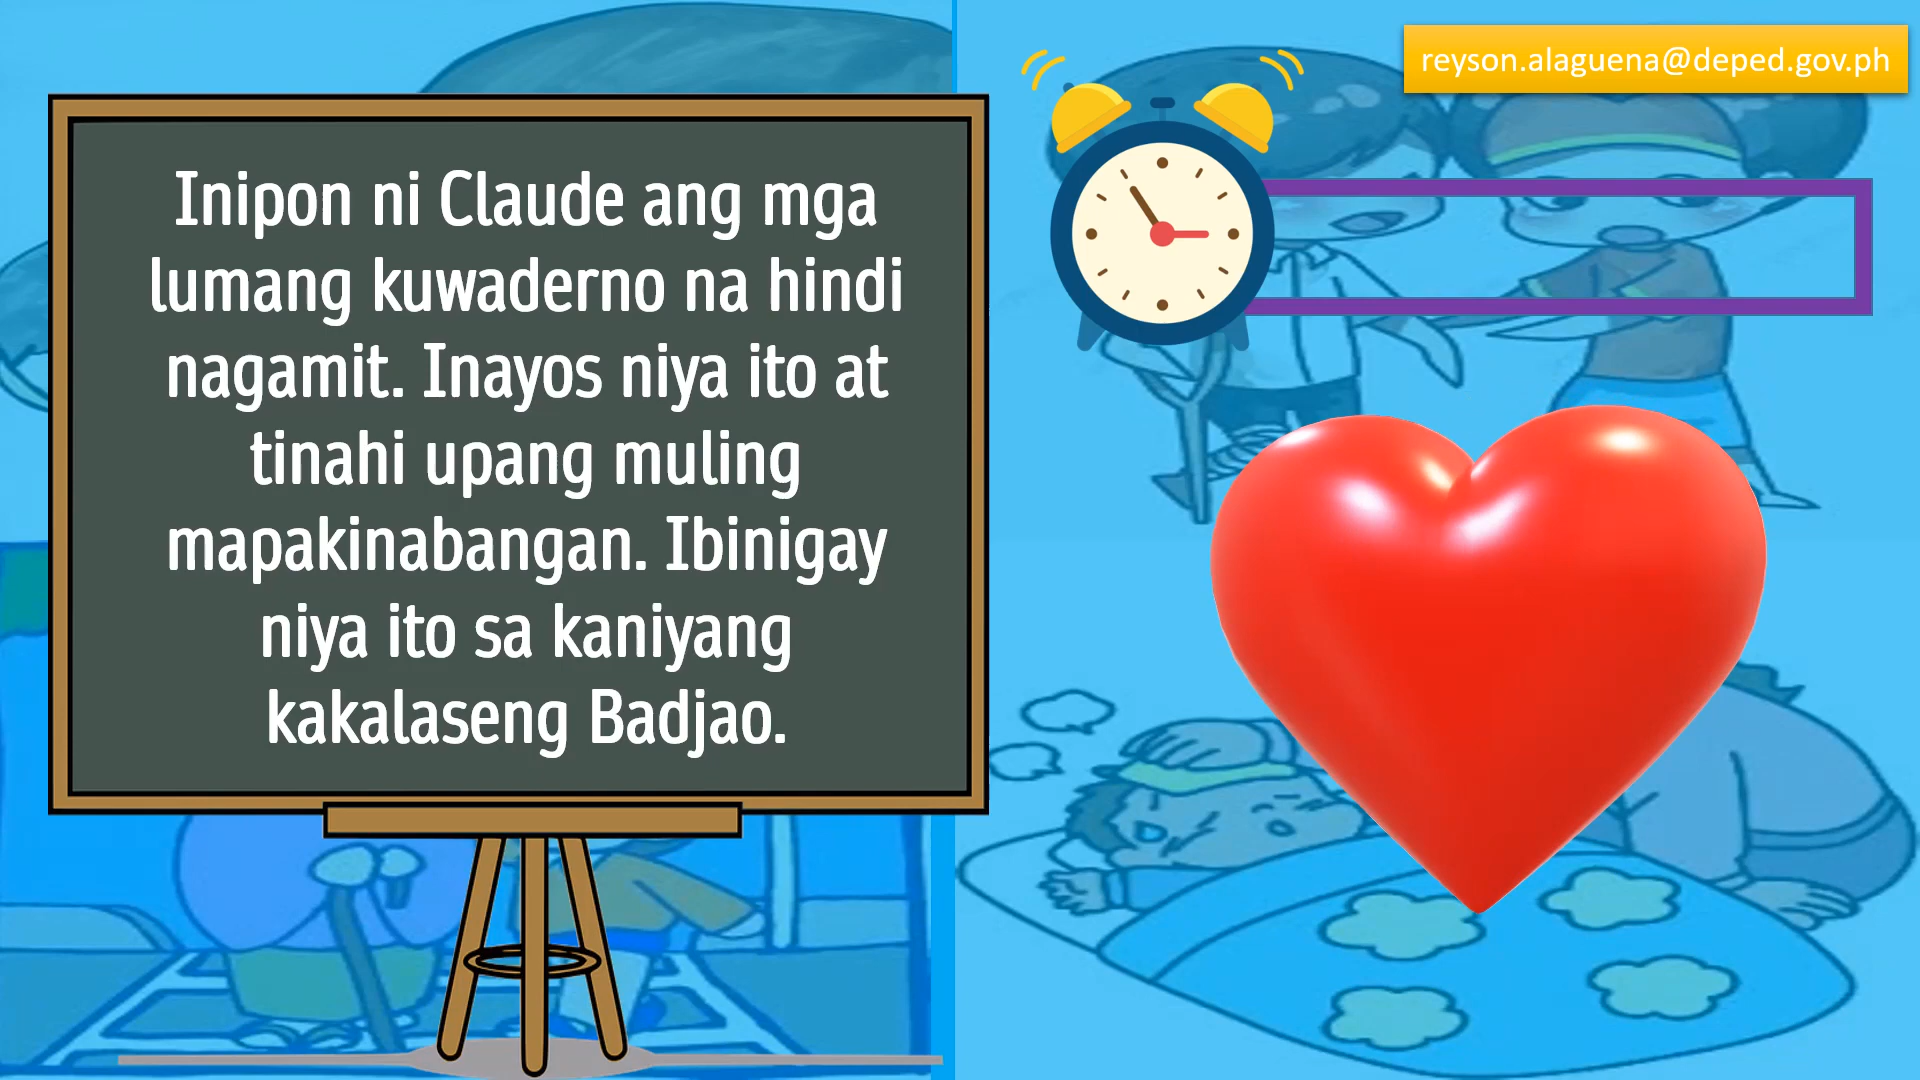 reyson.alaguena@deped.gov.ph
Inipon ni Claude ang mga
lumang kuwaderno na hindi
nagamit. Inayos niya ito at
tinahi upang muling
mapakinabangan. Ibinigay
niya ito sa kaniyang
kakalaseng Badjao.